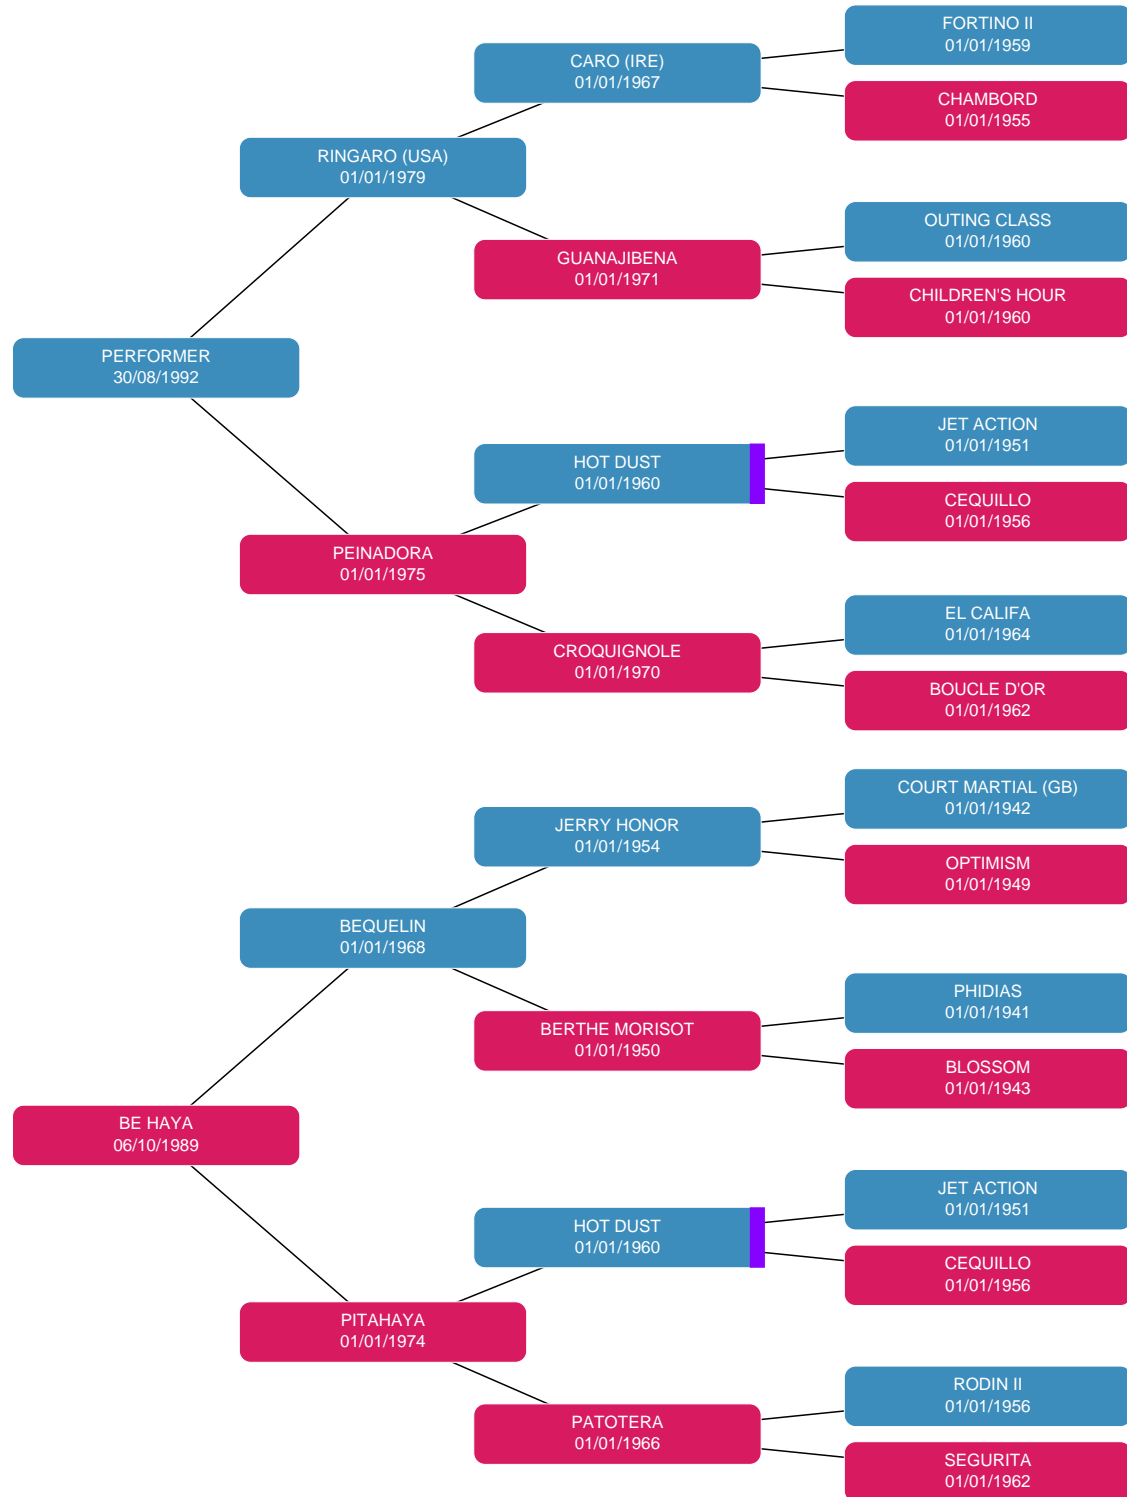 FORTINO II
01/01/1959
CARO (IRE)
01/01/1967
CHAMBORD
01/01/1955
RINGARO (USA)
01/01/1979
OUTING CLASS
01/01/1960
GUANAJIBENA
01/01/1971
CHILDREN'S HOUR
01/01/1960
PERFORMER
30/08/1992
JET ACTION
01/01/1951
HOT DUST
01/01/1960
CEQUILLO
01/01/1956
PEINADORA
01/01/1975
EL CALIFA
01/01/1964
CROQUIGNOLE
01/01/1970
BOUCLE D'OR
01/01/1962
COURT MARTIAL (GB)
01/01/1942
JERRY HONOR
01/01/1954
OPTIMISM
01/01/1949
BEQUELIN
01/01/1968
PHIDIAS
01/01/1941
BERTHE MORISOT
01/01/1950
BLOSSOM
01/01/1943
BE HAYA
06/10/1989
JET ACTION
01/01/1951
HOT DUST
01/01/1960
CEQUILLO
01/01/1956
PITAHAYA
01/01/1974
RODIN II
01/01/1956
PATOTERA
01/01/1966
SEGURITA
01/01/1962